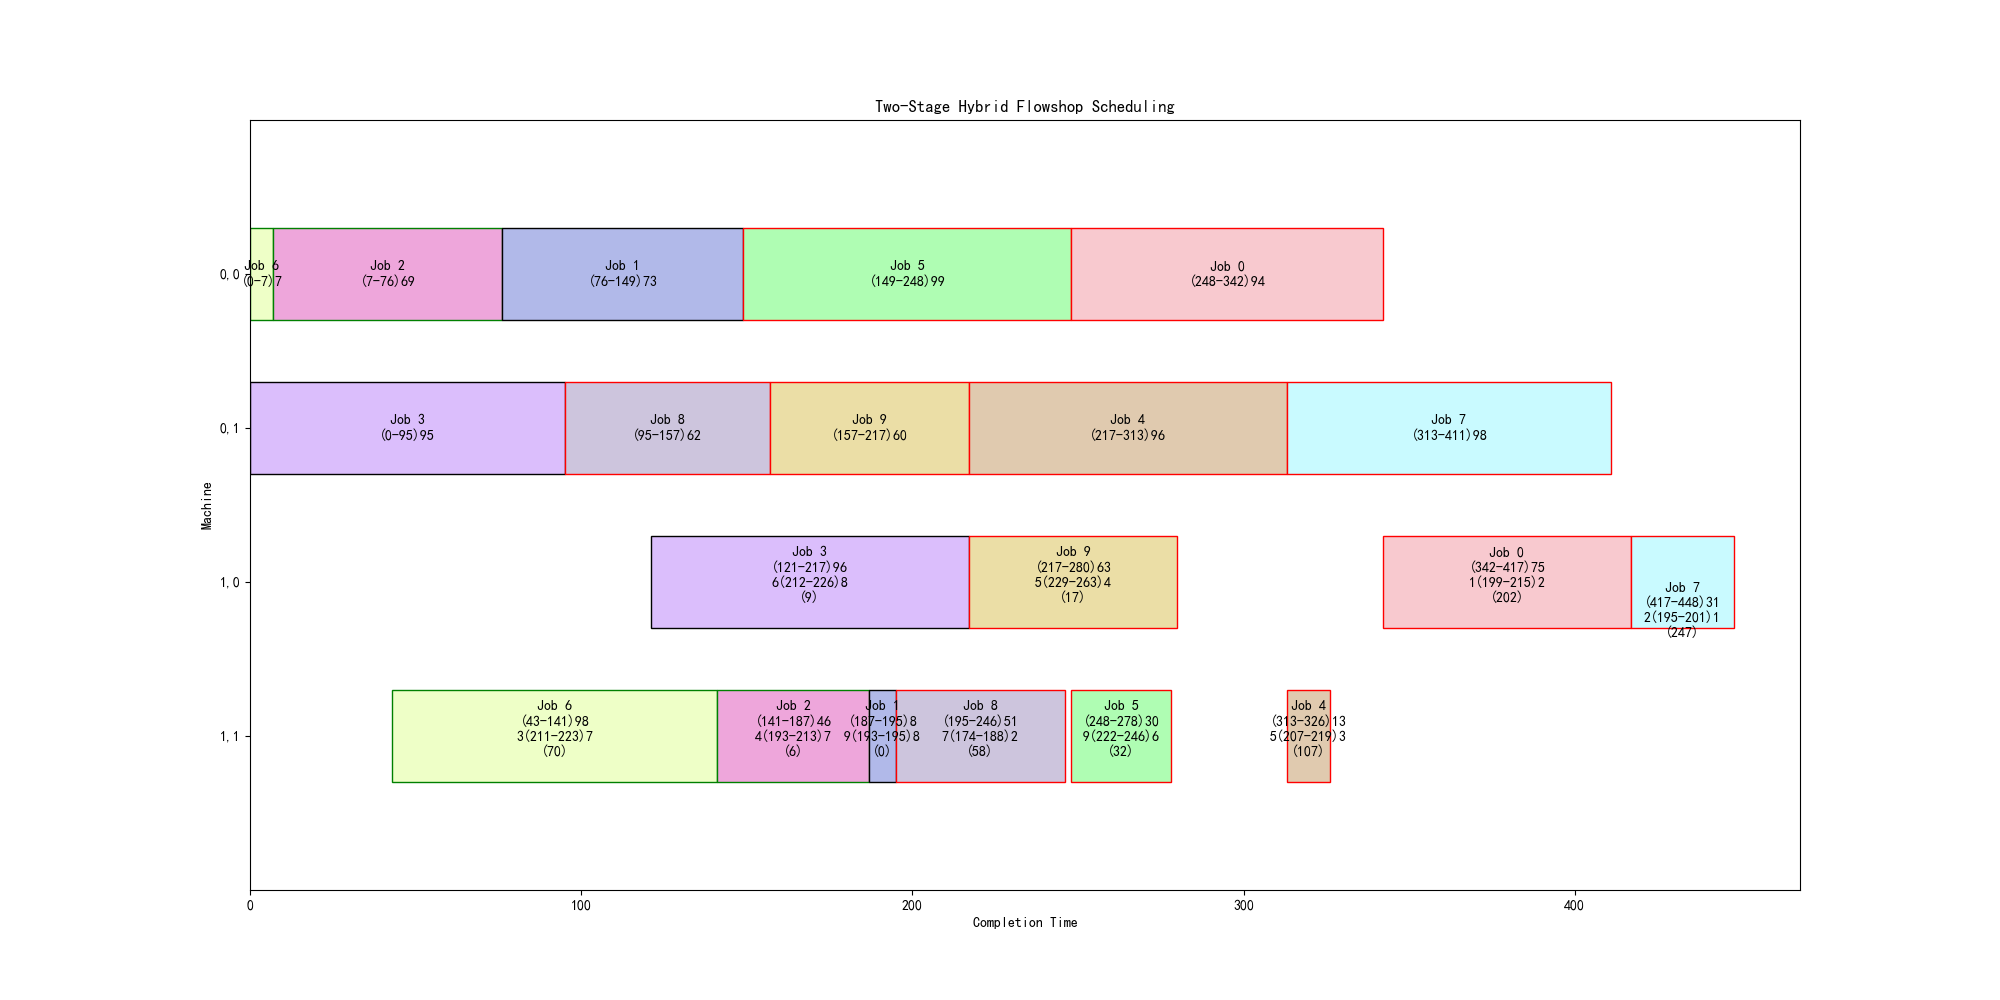 Two-Stage Hybrid Flowshop Scheduling
0,0
Job 6
(0-7)7
Job 2
(7-76)69
Job 1
(76-149)73
Job 5
(149-248)99
Job 0
(248-342)94
0,1
Job 3
(0-95)95
Job 8
(95-157)62
Job 9
(157-217)60
Job 4
(217-313)96
Job 7
(313-411)98
Machine
1,0
Job 3
(121-217)96
6(212-226)8
(9)
Job 9
(217-280)63
5(229-263)4
(17)
Job 0
(342-417)75
1(199-215)2
(202)
Job 7
(417-448)31
2(195-201)1
(247)
1,1
Job 6
(43-141)98
3(211-223)7
(70)
Job 2
(141-187)46
4(193-213)7
(6)
Job 1
(187-195)8
9(193-195)8
(0)
Job 8
(195-246)51
7(174-188)2
(58)
Job 5
(248-278)30
9(222-246)6
(32)
Job 4
(313-326)13
5(207-219)3
(107)
0
100
200
300
400
Completion Time